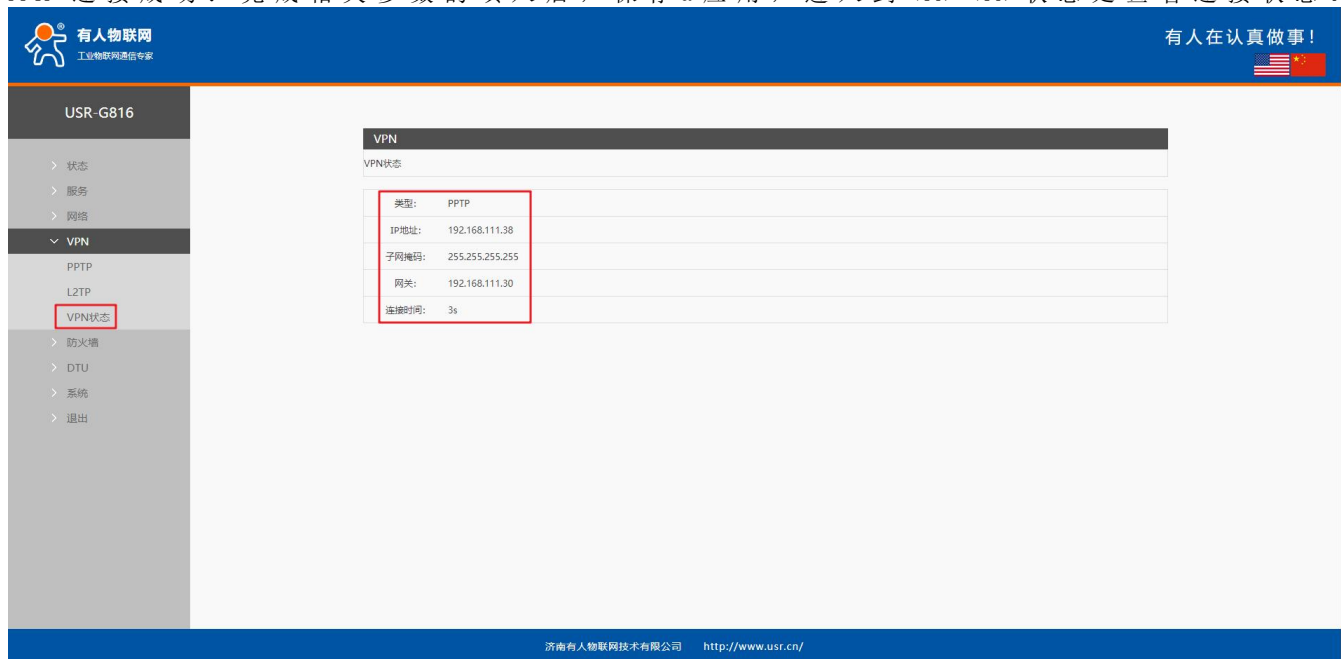 有人物联网
®
工业物联网通信专家
有人在认真做事!
USR-G816
状态
服务
网络
VPN
PPTP
L2TP
VPN状态
防火墙
DTU
系统
退出
VPN
VPN状态
类型: PPTP
IP地址: 192.168.111.38
子网掩码: 255.255.255.255
网关: 192.168.111.30
连接时间: 3s
济南有人物联网技术有限公司 http://www.usr.cn/